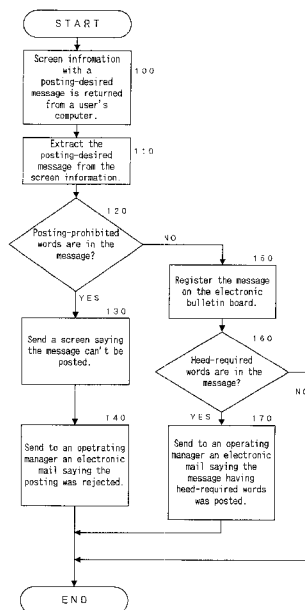 START
Screen infromation
with a
posting-desired
message is returned
from a user's
computer.
100
Extract the
posting-desired
message from the
screen information.
110
120
Posting-prohibited
words are in the
message?
NO
YES
130
Send a screen saying
the message can't be
posted.
140
Send to an opetrating
manager an electronic
mail saying the
posting was rejected.
150
Register the message
on the electronic
bulletin board.
160
Heed-required
words are in the
message?
NO
YES
170
Send to an operating
manager an electronic
mail saying the
message having
heed-required words
was posted.
END